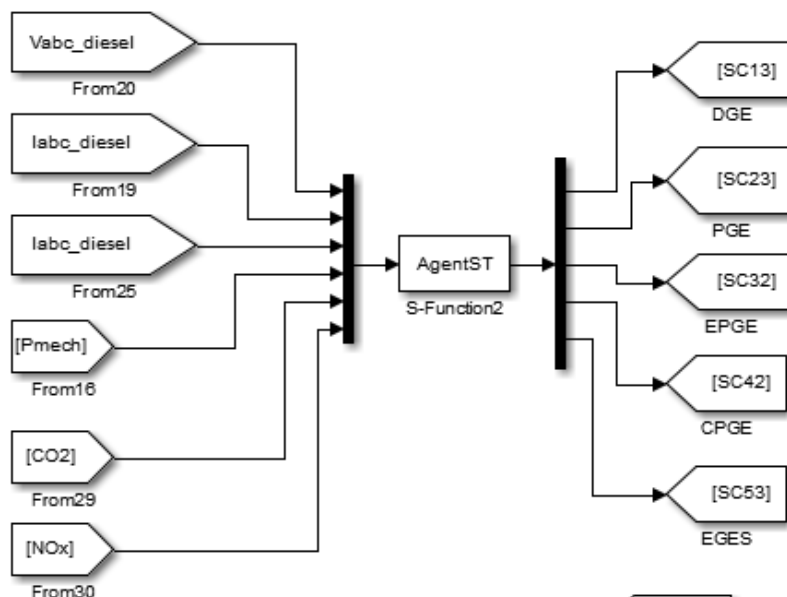 Vabc_diesel
From20
Iabc_diesel
From19
Iabc_diesel
From25
[Pmech]
From16
[CO2]
From29
[NOx]
From30
AgentST
S-Function2
[SC13]
DGE
[SC23]
PGE
[SC32]
EPGE
[SC42]
CPGE
[SC53]
EGES